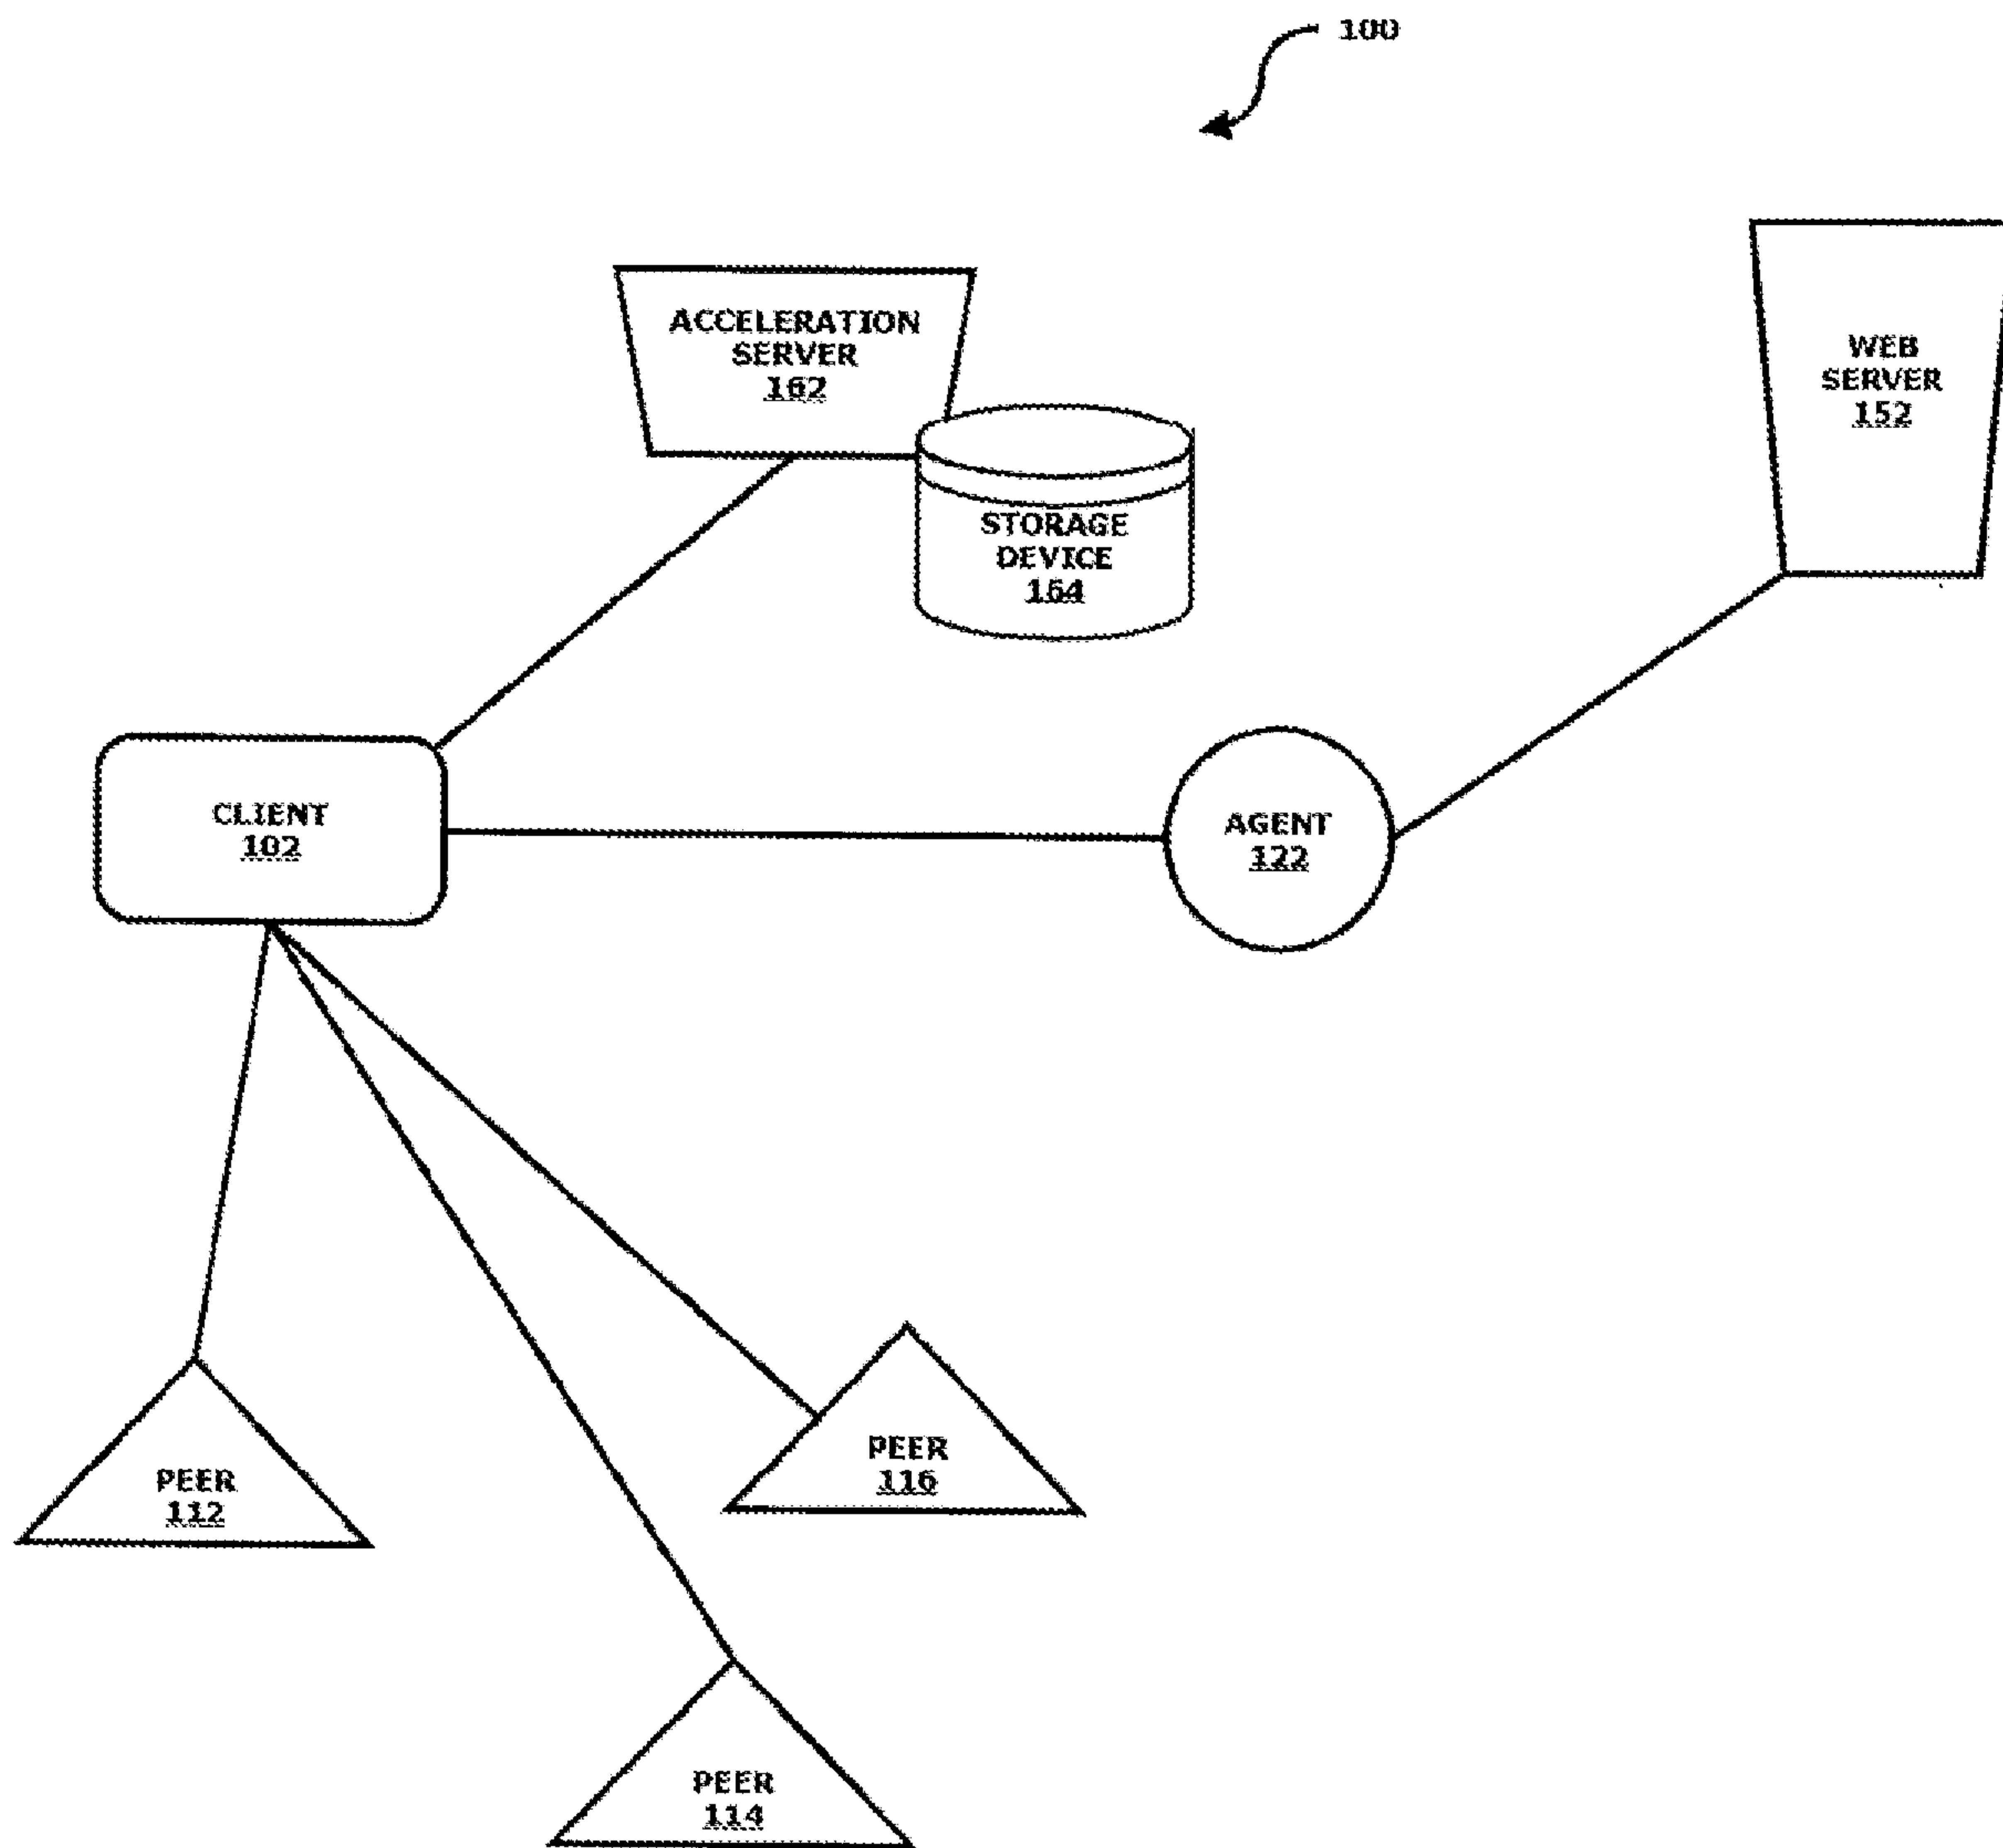 100
ACCELERATION
SERVER
162
WEB
SERVER
152
STORAGE
DEVICE
164
CLIENT
102
AGENT
122
PEER
116
PEER
112
PEER
114